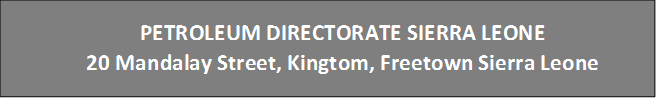 PETROLEUM DIRECTORATE SIERRA LEONE
20 Mandalay Street, Kingtom, Freetown Sierra Leone